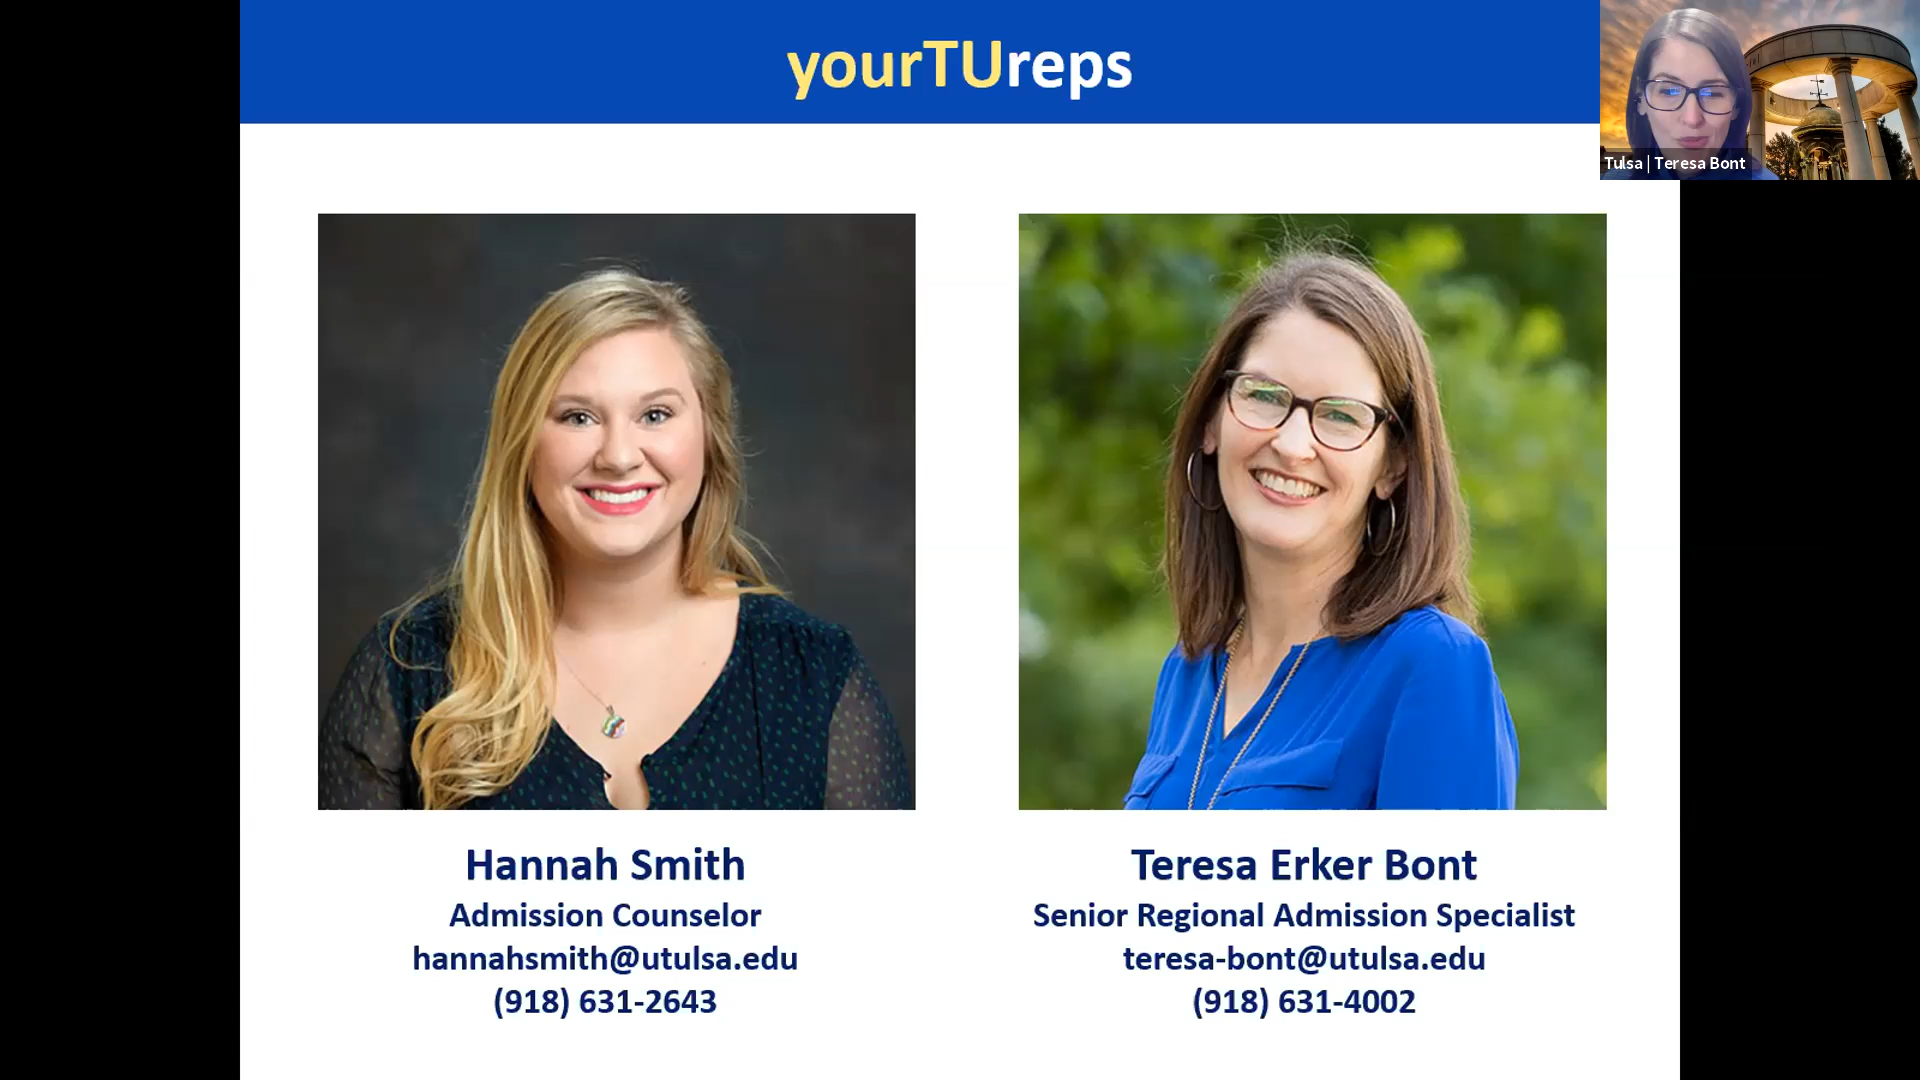 yourTUreps
Tulsa | Teresa Bont
Hannah Smith
Admission Counselor
hannahsmith@utulsa.edu
(918) 631-2643
Teresa Erker Bont
Senior Regional Admission Specialist
teresa-bont@utulsa.edu
(918) 631-4002